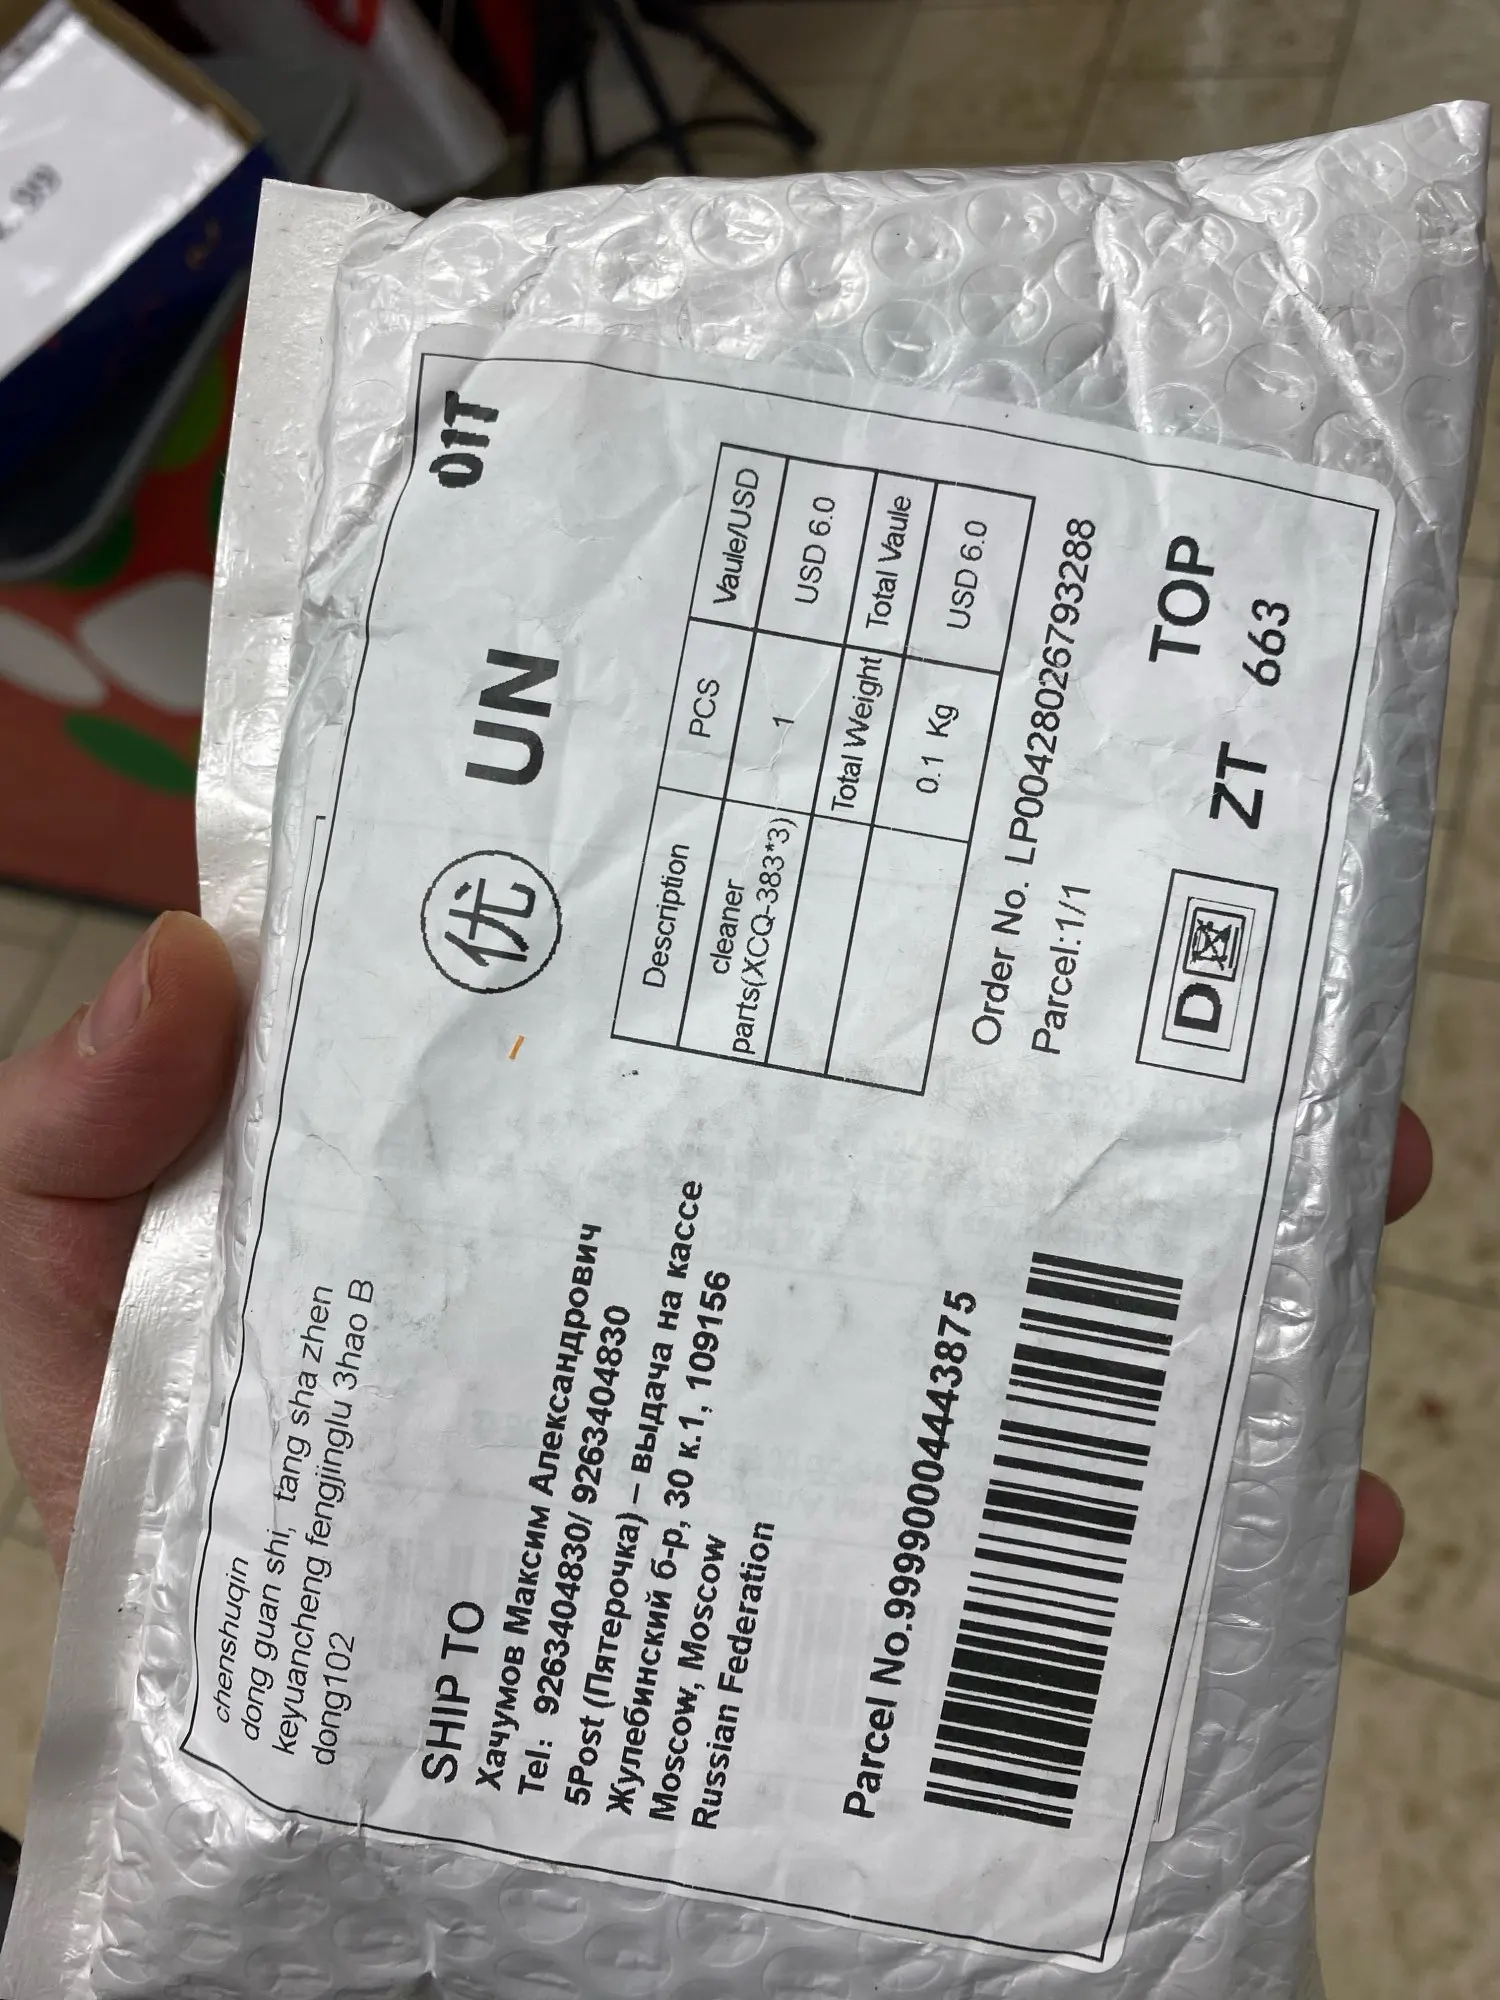 chenshuqin
dong guan shi, tang sha zhen
keyuancheng fengjinglu 3hao B
dong102
优 UN
01T
SHIP TO
Хачумов Максим Александрович
Tel: 9263404830/ 9263404830
5Post (Пятерочка) – выдача на кассе
Жулебинский б-р, 30 к.1, 109156
Moscow, Moscow
Russian Federation
Description PCS Vaule/USD
cleaner
parts(XCQ-383*3) 1 USD 6.0
Total Weight Total Vaule
0.1 Kg USD 6.0
Order No. LP00428026793288
Parcel:1/1
Parcel No.99990004443875
D ZT TOP
663